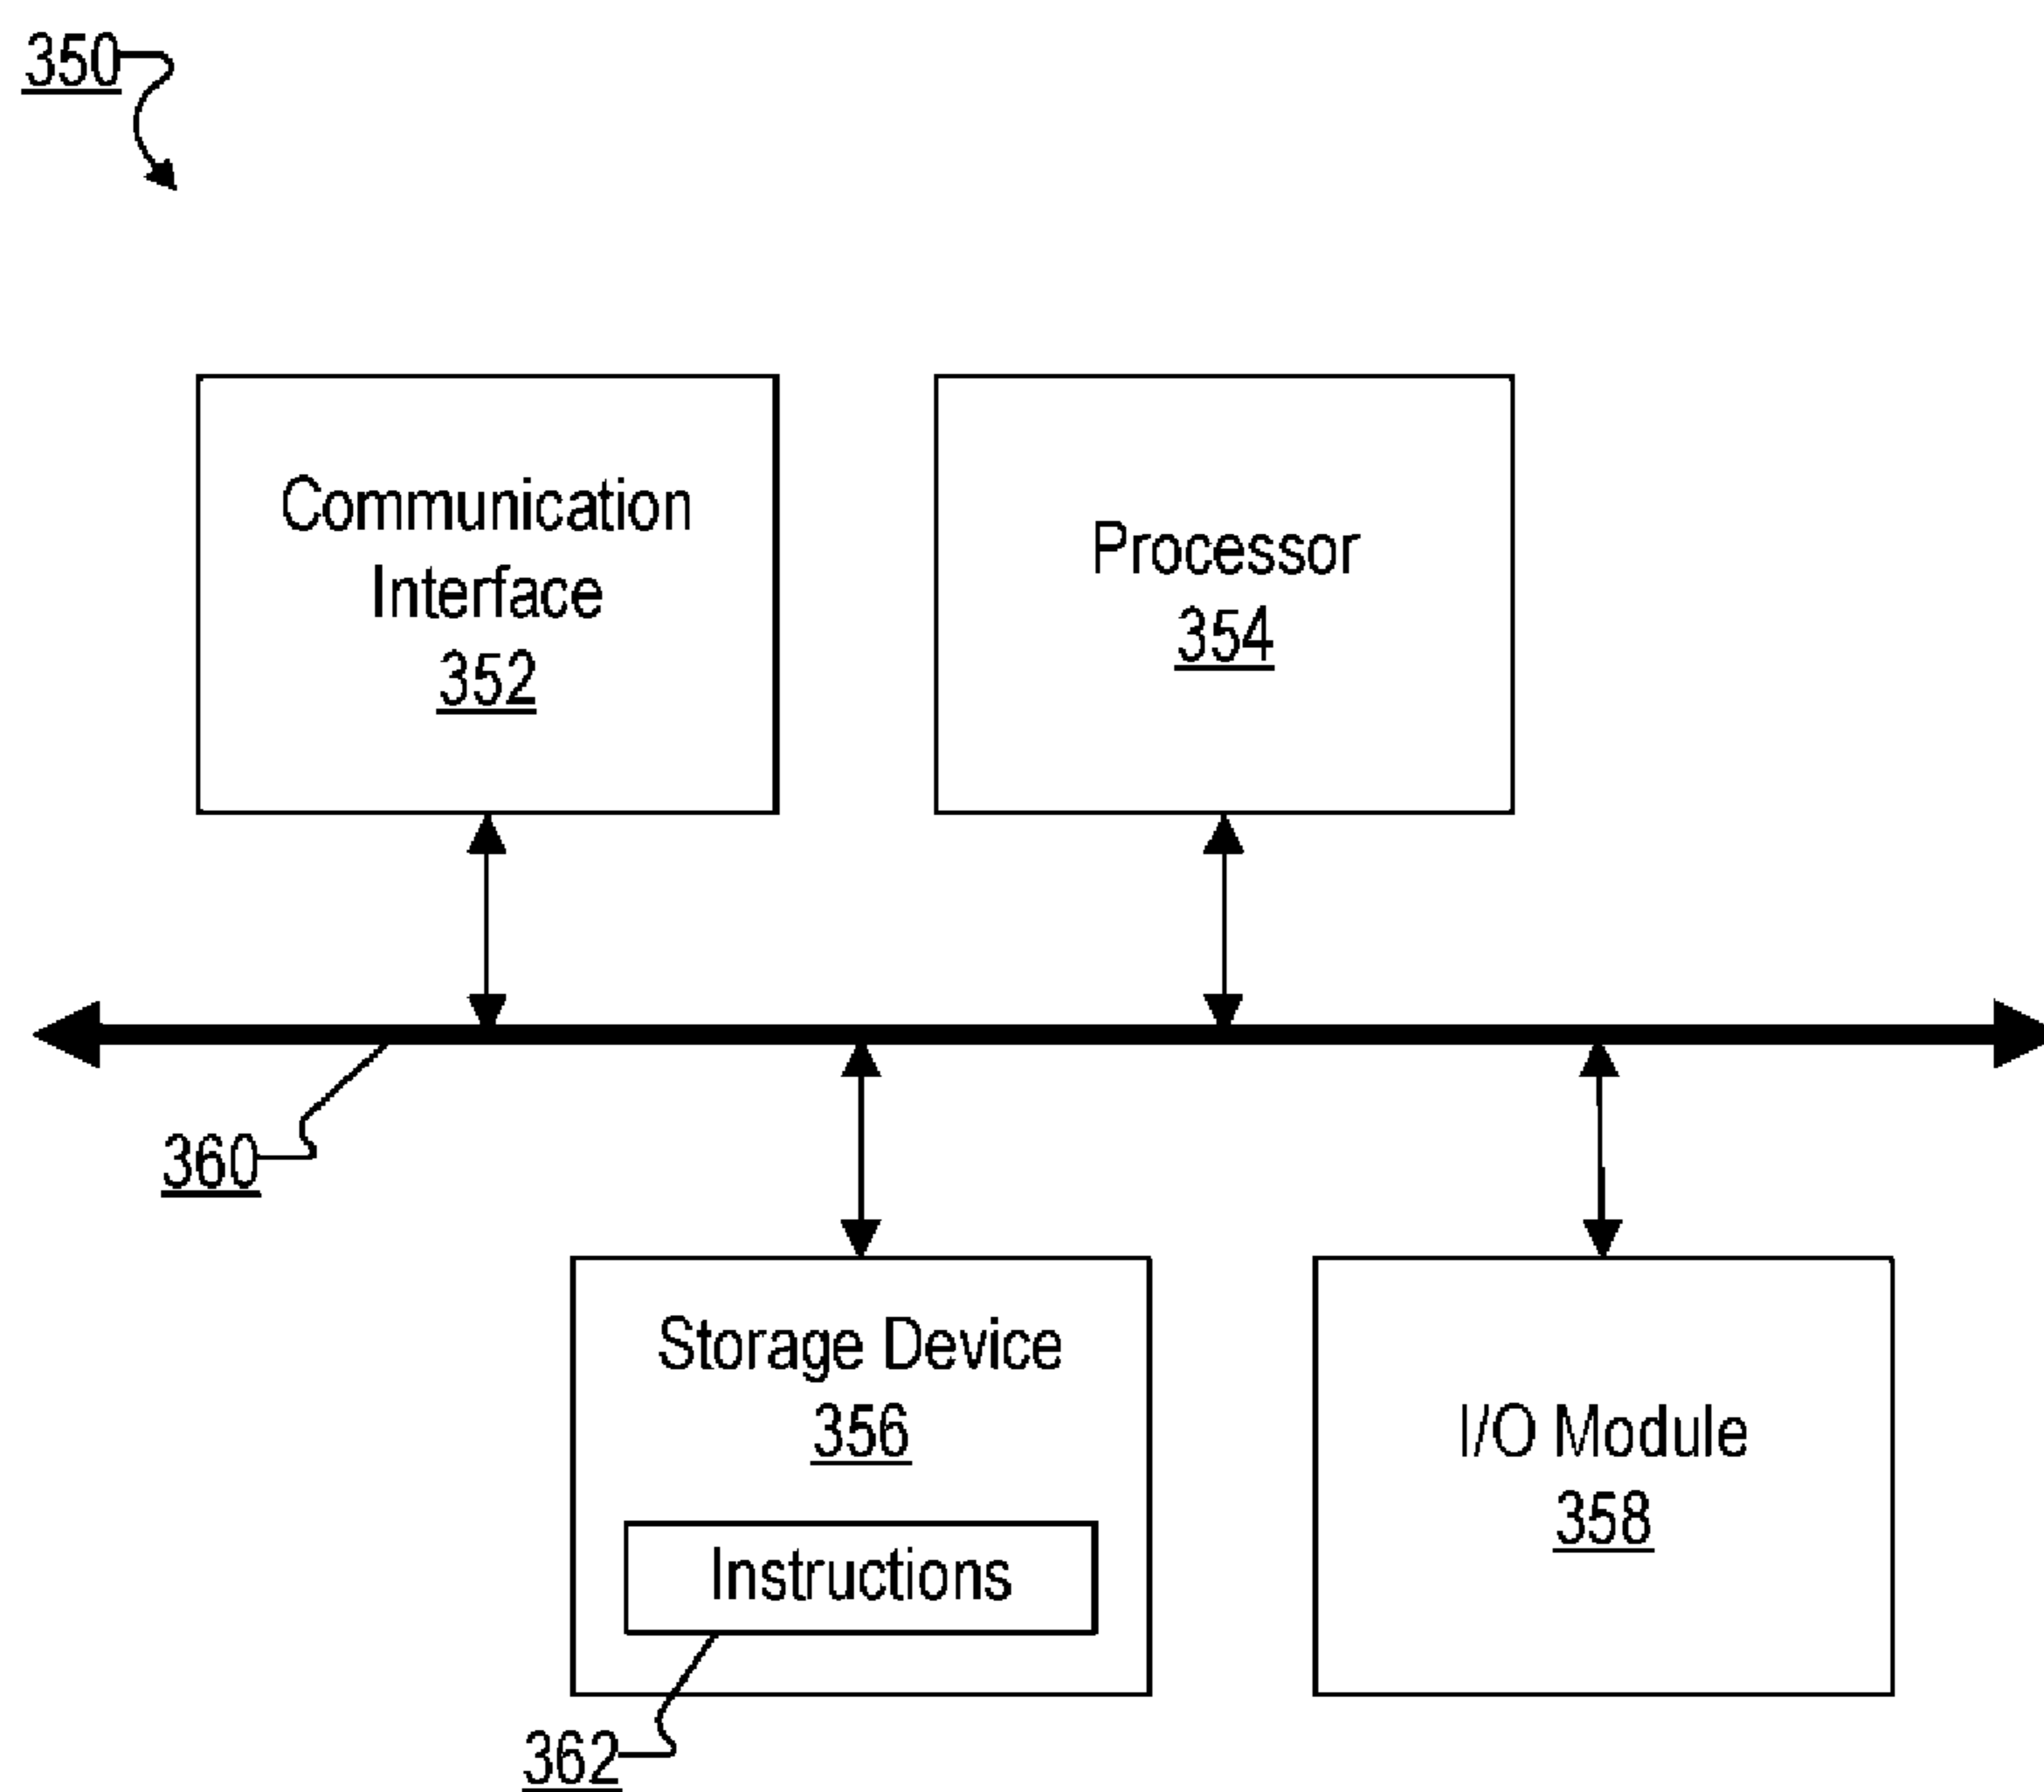 350
Communication
Interface
352
Processor
354
360
Storage Device
356
Instructions
362
I/O Module
358